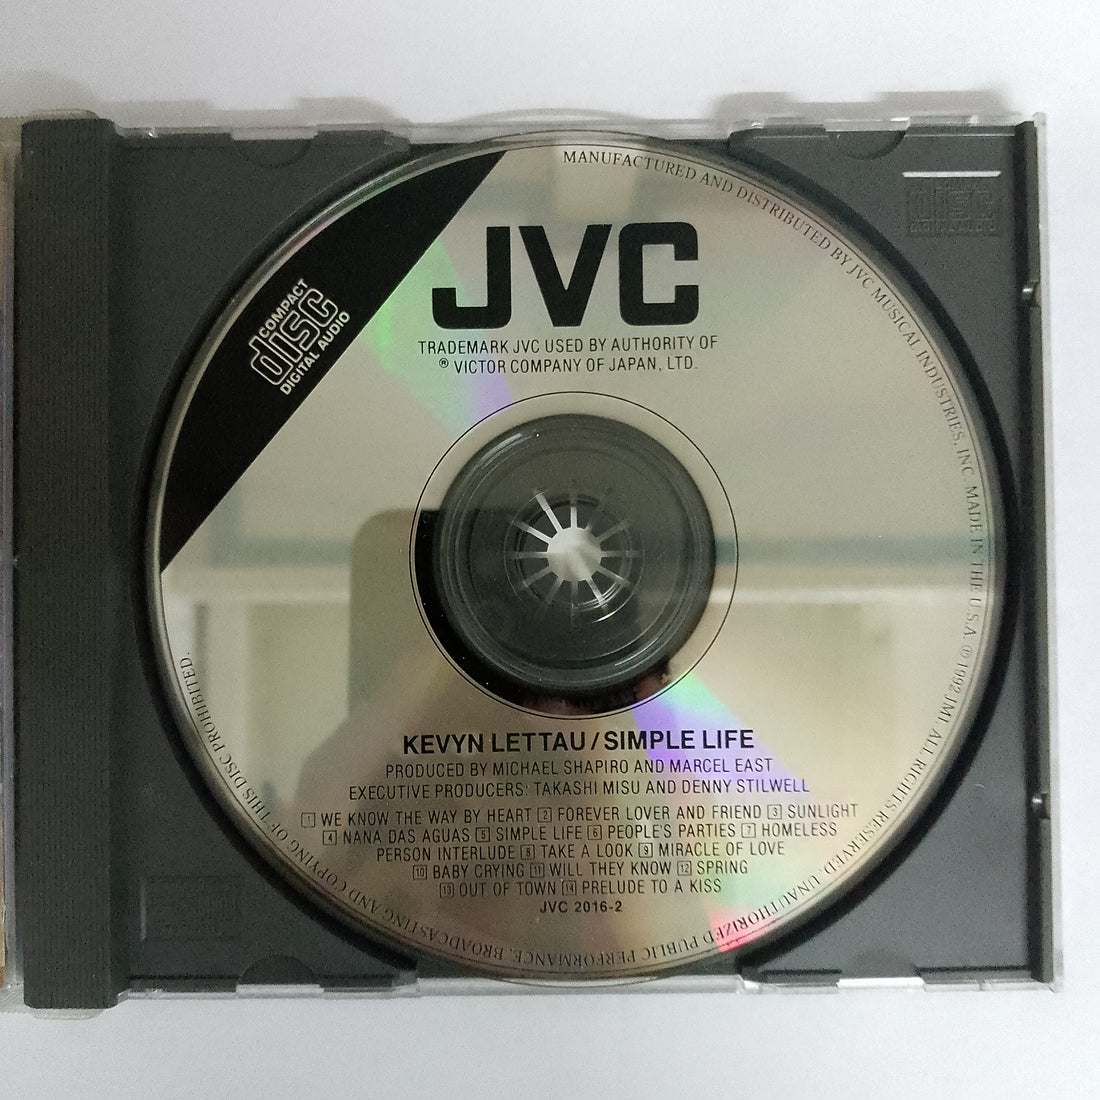 COMPACT
disc
DIGITAL AUDIO
JVC
TRADEMARK JVC USED BY AUTHORITY OF
® VICTOR COMPANY OF JAPAN, LTD.
MANUFACTURED AND DISTRIBUTED BY JVC MUSICAL INDUSTRIES, INC. MADE IN THE U.S.A. ℗ 1992 JMI. ALL RIGHTS RESERVED. UNAUTHORIZED PUBLIC PERFORMANCE, BROADCASTING AND COPYING OF THIS DISC PROHIBITED.
KEVYN LETTAU / SIMPLE LIFE
PRODUCED BY MICHAEL SHAPIRO AND MARCEL EAST
EXECUTIVE PRODUCERS: TAKASHI MISU AND DENNY STILWELL
1 WE KNOW THE WAY BY HEART 2 FOREVER LOVER AND FRIEND 3 SUNLIGHT
4 NANA DAS AGUAS 5 SIMPLE LIFE 6 PEOPLE'S PARTIES 7 HOMELESS
PERSON INTERLUDE 8 TAKE A LOOK 9 MIRACLE OF LOVE
10 BABY CRYING 11 WILL THEY KNOW 12 SPRING
13 OUT OF TOWN 14 PRELUDE TO A KISS
JVC 2016-2
disc